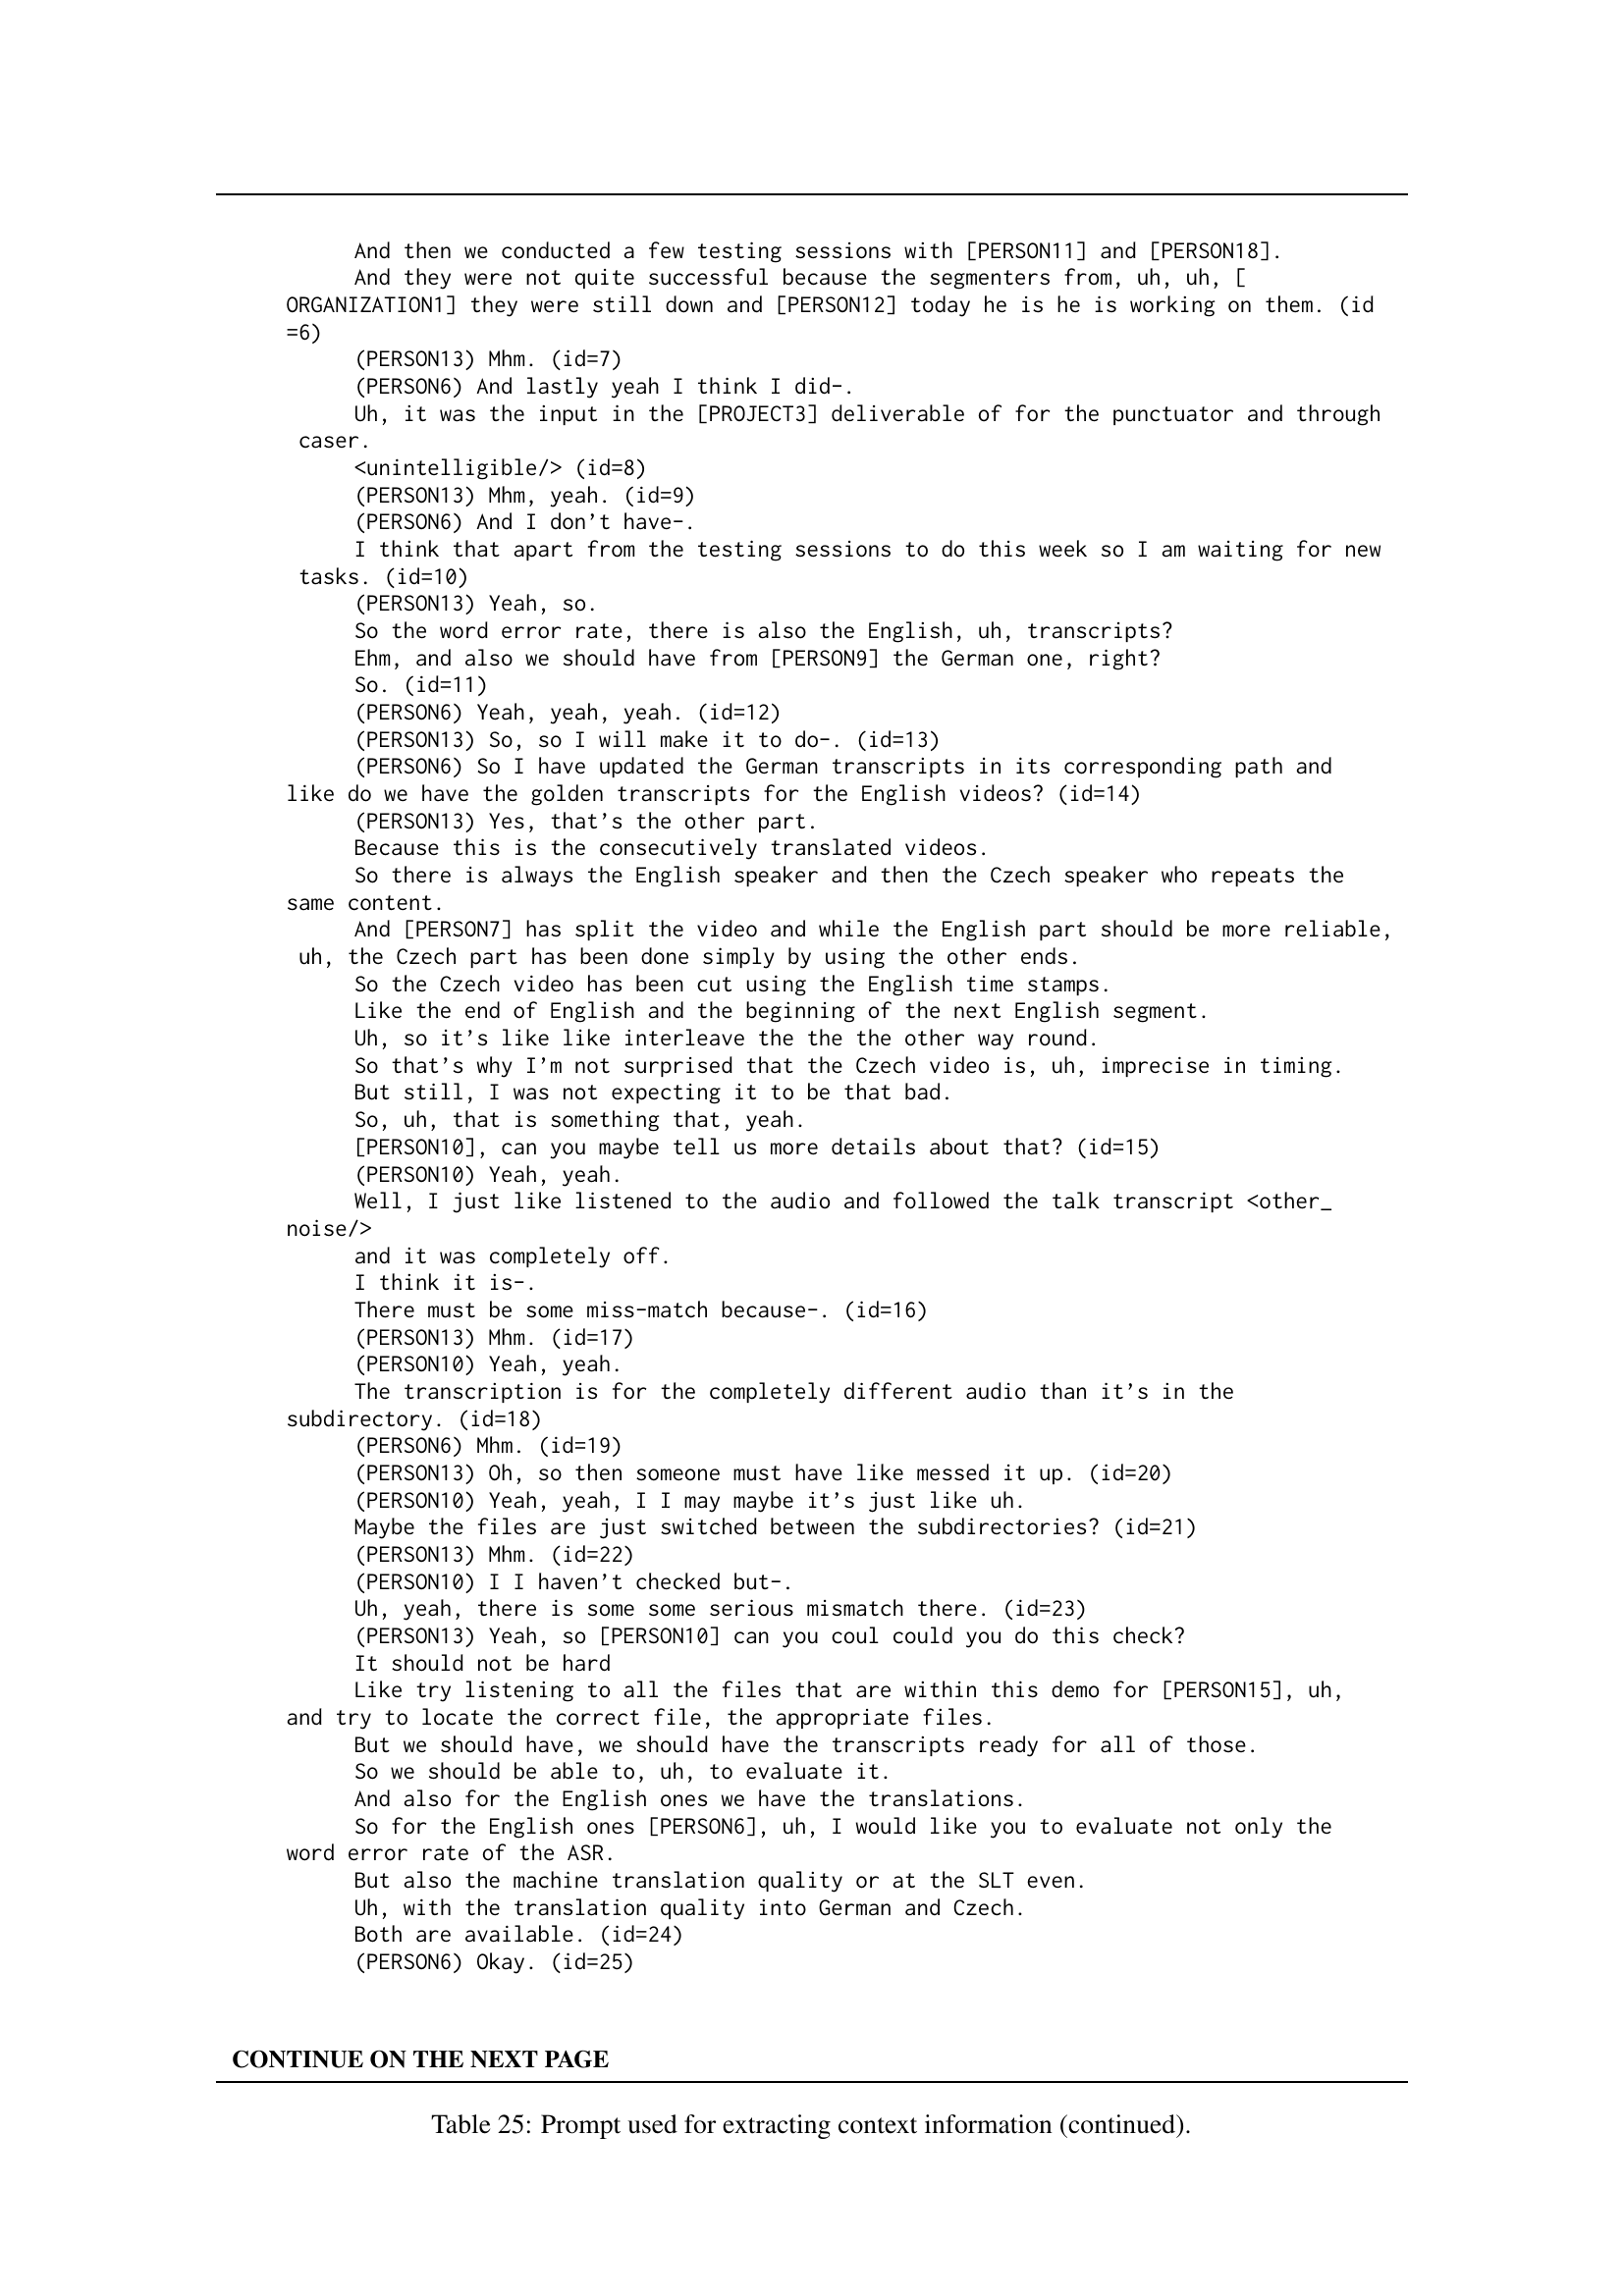 And then we conducted a few testing sessions with [PERSON11] and [PERSON18].
And they were not quite successful because the segmenters from, uh, uh, [
ORGANIZATION1] they were still down and [PERSON12] today he is he is working on them. (id
=6)
(PERSON13) Mhm. (id=7)
(PERSON6) And lastly yeah I think I did-.
Uh, it was the input in the [PROJECT3] deliverable of for the punctuator and through
caser.
<unintelligible/> (id=8)
(PERSON13) Mhm, yeah. (id=9)
(PERSON6) And I don't have-.
I think that apart from the testing sessions to do this week so I am waiting for new
tasks. (id=10)
(PERSON13) Yeah, so.
So the word error rate, there is also the English, uh, transcripts?
Ehm, and also we should have from [PERSON9] the German one, right?
So. (id=11)
(PERSON6) Yeah, yeah, yeah. (id=12)
(PERSON13) So, so I will make it to do-. (id=13)
(PERSON6) So I have updated the German transcripts in its corresponding path and
like do we have the golden transcripts for the English videos? (id=14)
(PERSON13) Yes, that's the other part.
Because this is the consecutively translated videos.
So there is always the English speaker and then the Czech speaker who repeats the
same content.
And [PERSON7] has split the video and while the English part should be more reliable,
uh, the Czech part has been done simply by using the other ends.
So the Czech video has been cut using the English time stamps.
Like the end of English and the beginning of the next English segment.
Uh, so it's like like interleave the the the other way round.
So that's why I'm not surprised that the Czech video is, uh, imprecise in timing.
But still, I was not expecting it to be that bad.
So, uh, that is something that, yeah.
[PERSON10], can you maybe tell us more details about that? (id=15)
(PERSON10) Yeah, yeah.
Well, I just like listened to the audio and followed the talk transcript <other_
noise/>
and it was completely off.
I think it is-.
There must be some miss-match because-. (id=16)
(PERSON13) Mhm. (id=17)
(PERSON10) Yeah, yeah.
The transcription is for the completely different audio than it's in the
subdirectory. (id=18)
(PERSON6) Mhm. (id=19)
(PERSON13) Oh, so then someone must have like messed it up. (id=20)
(PERSON10) Yeah, yeah, I I may maybe it's just like uh.
Maybe the files are just switched between the subdirectories? (id=21)
(PERSON13) Mhm. (id=22)
(PERSON10) I I haven't checked but-.
Uh, yeah, there is some some serious mismatch there. (id=23)
(PERSON13) Yeah, so [PERSON10] can you coul could you do this check?
It should not be hard
Like try listening to all the files that are within this demo for [PERSON15], uh,
and try to locate the correct file, the appropriate files.
But we should have, we should have the transcripts ready for all of those.
So we should be able to, uh, to evaluate it.
And also for the English ones we have the translations.
So for the English ones [PERSON6], uh, I would like you to evaluate not only the
word error rate of the ASR.
But also the machine translation quality or at the SLT even.
Uh, with the translation quality into German and Czech.
Both are available. (id=24)
(PERSON6) Okay. (id=25)
CONTINUE ON THE NEXT PAGE
Table 25: Prompt used for extracting context information (continued).